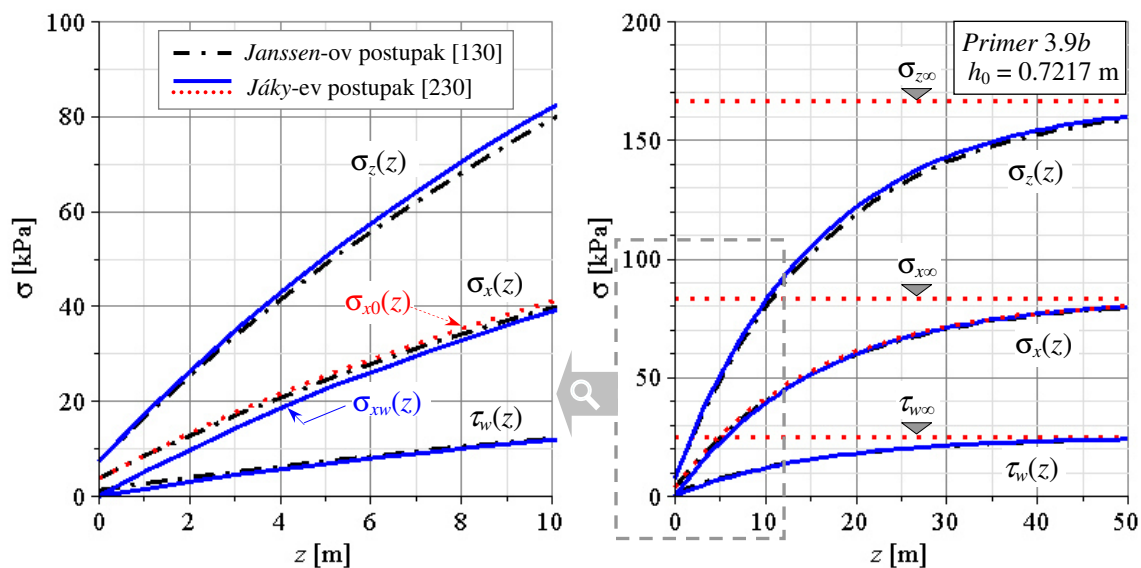 Janssen-ov postupak [130]
Jáky-ev postupak [230]
σz(z)
σx(z)
σx0(z)
σxw(z)
τw(z)
σ [kPa]
100
80
60
40
20
0
0 2 4 6 8 10
z [m]
Primer 3.9b
h0 = 0.7217 m
σz∞
σz(z)
σx∞
σx(z)
τw∞
τw(z)
σ [kPa]
200
150
100
50
0
0 10 20 30 40 50
z [m]